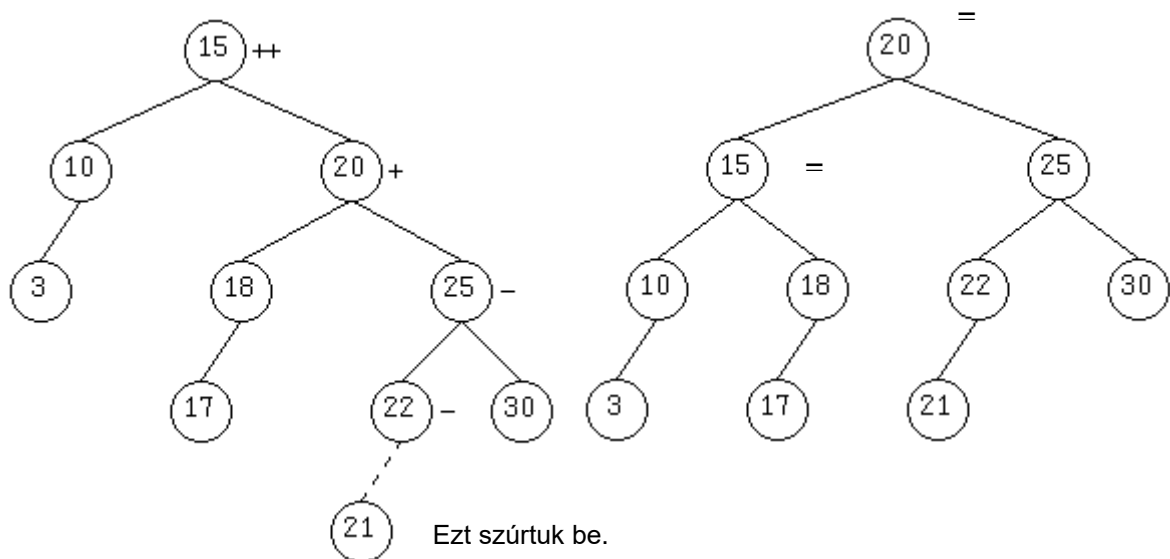 =
15 ++ 20
10 20 + 15 = 25
3 18 25 - 10 18 22 30
17 22 - 30 3 17 21
21 Ezt szúrtuk be.